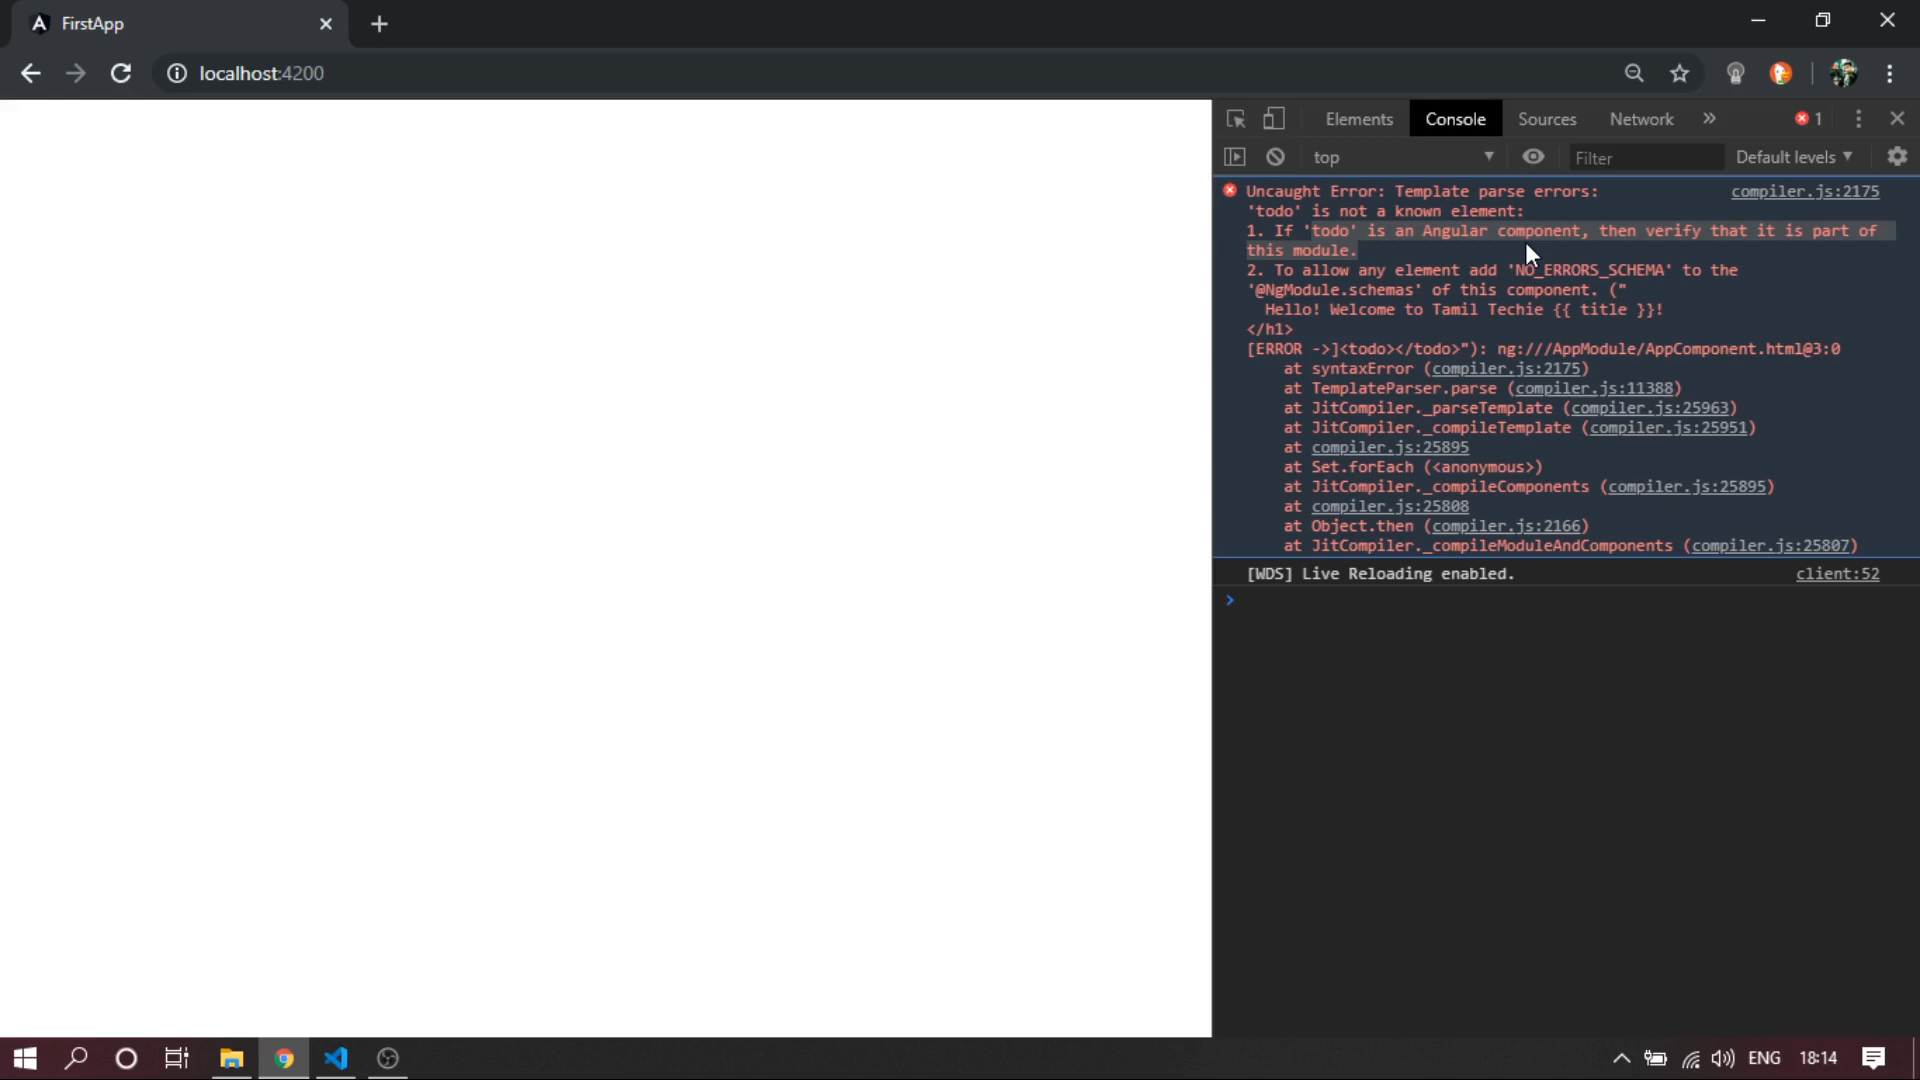 FirstApp
localhost:4200
Elements Console Sources Network » 1
top Filter Default levels
Uncaught Error: Template parse errors: compiler.js:2175
'todo' is not a known element:
1. If 'todo' is an Angular component, then verify that it is part of
this module.
2. To allow any element add 'NO_ERRORS_SCHEMA' to the
'@NgModule.schemas' of this component. ("
Hello! Welcome to Tamil Techie {{ title }}!
</h1>
[ERROR ->]<todo></todo>"): ng:///AppModule/AppComponent.html@3:0
at syntaxError (compiler.js:2175)
at TemplateParser.parse (compiler.js:11388)
at JitCompiler._parseTemplate (compiler.js:25963)
at JitCompiler._compileTemplate (compiler.js:25951)
at compiler.js:25895
at Set.forEach (<anonymous>)
at JitCompiler._compileComponents (compiler.js:25895)
at compiler.js:25808
at Object.then (compiler.js:2166)
at JitCompiler._compileModuleAndComponents (compiler.js:25807)
[WDS] Live Reloading enabled. client:52
ENG 18:14